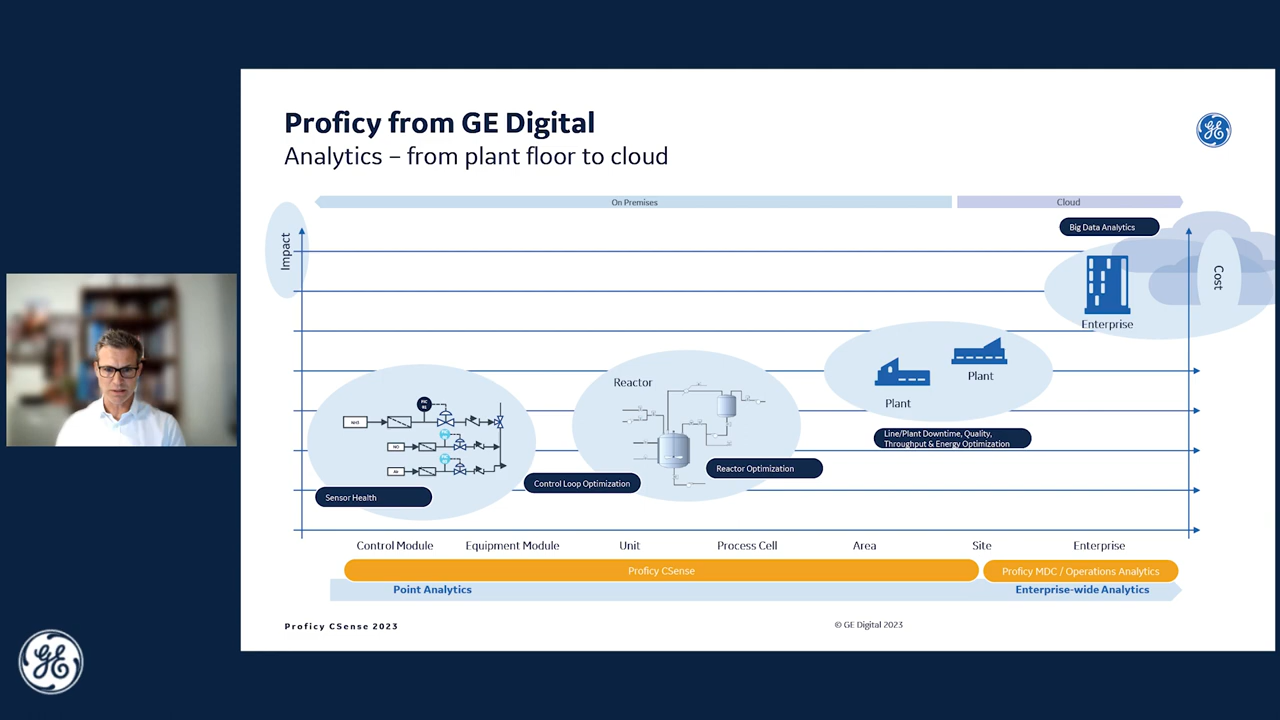 Proficy from GE Digital
Analytics – from plant floor to cloud
On Premises
Cloud
Impact
Big Data Analytics
Cost
Enterprise
Reactor
Plant
Plant
Line/Plant Downtime, Quality,
Throughput & Energy Optimization
Reactor Optimization
Control Loop Optimization
Sensor Health
Control Module
Equipment Module
Unit
Process Cell
Area
Site
Enterprise
Proficy CSense
Proficy MDC / Operations Analytics
Point Analytics
Enterprise-wide Analytics
Proficy CSense 2023
© GE Digital 2023
GE
GE